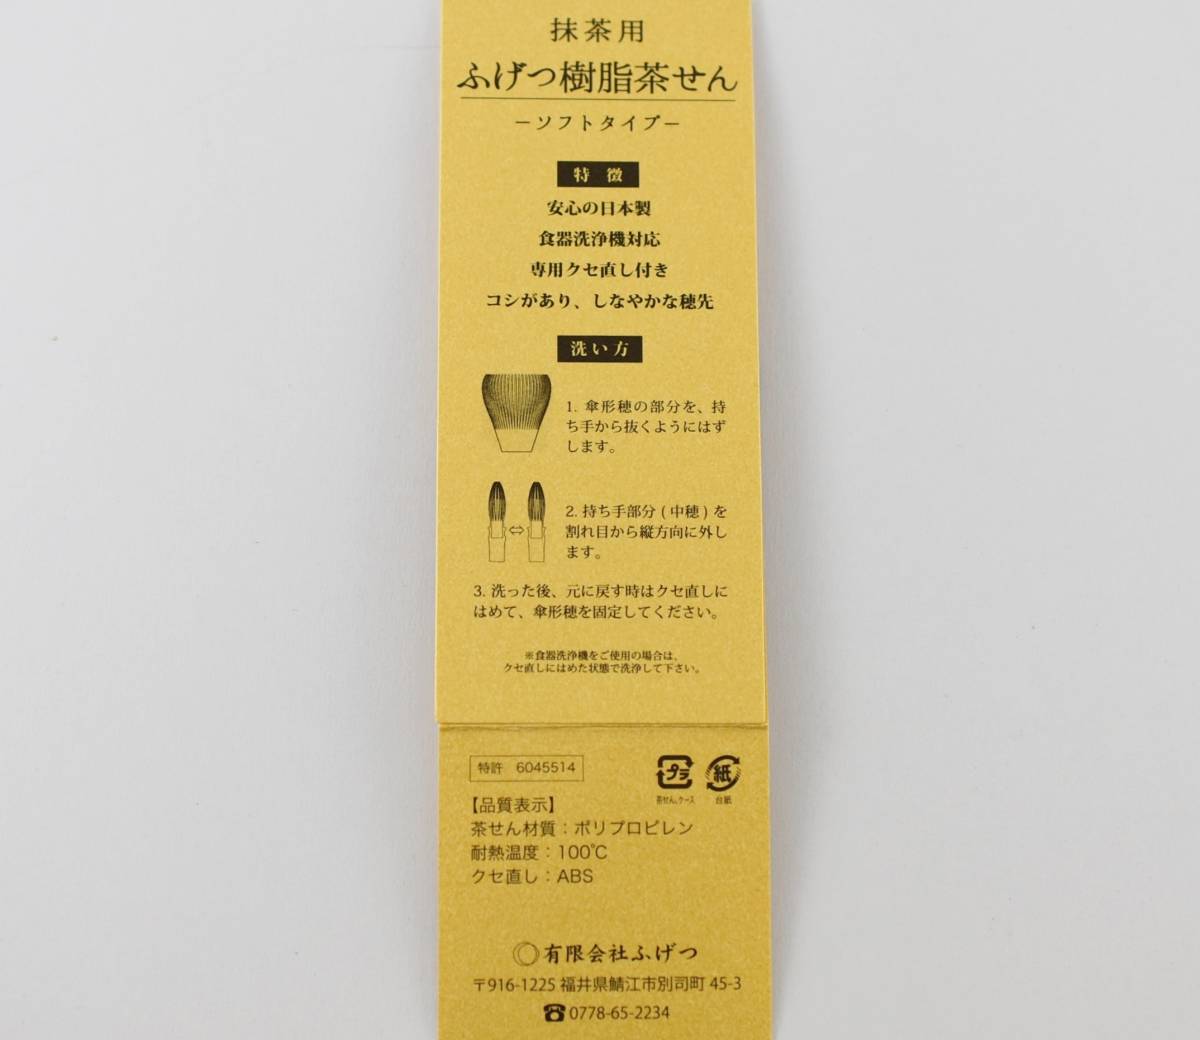 抹茶用
ふげつ樹脂茶せん
－ソフトタイプ－
特 徴
安心の日本製
食器洗浄機対応
専用クセ直し付き
コシがあり、しなやかな穂先
洗い方
1. 傘形穂の部分を、持
ち手から抜くようにはず
します。
2. 持ち手部分 ( 中穂 ) を
割れ目から縦方向に外し
ます。
3. 洗った後、元に戻す時はクセ直しに
はめて、傘形穂を固定してください。
※食器洗浄機をご使用の場合は、
クセ直しにはめた状態で洗浄して下さい。
特許 6045514
プラ 紙
茶せん、ケース 台紙
【品質表示】
茶せん材質：ポリプロピレン
耐熱温度：100℃
クセ直し：ABS
有限会社ふげつ
〒916-1225 福井県鯖江市別司町 45-3
☎0778-65-2234